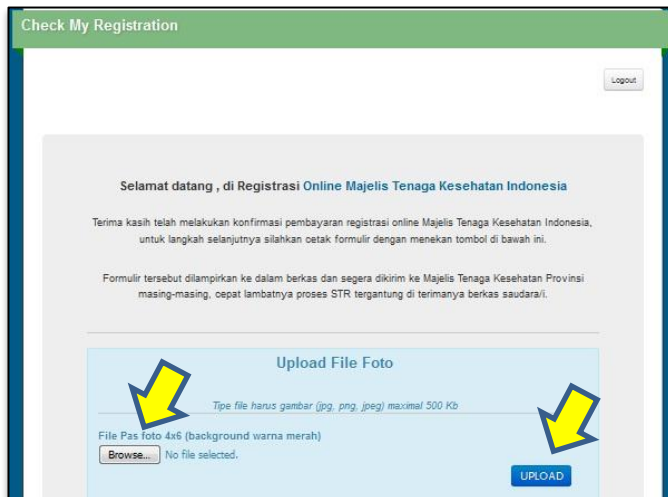 Check My Registration
Logout
Selamat datang , di Registrasi Online Majelis Tenaga Kesehatan Indonesia
Terima kasih telah melakukan konfirmasi pembayaran registrasi online Majelis Tenaga Kesehatan Indonesia,
untuk langkah selanjutnya silahkan cetak formulir dengan menekan tombol di bawah ini.
Formulir tersebut dilampirkan ke dalam berkas dan segera dikirim ke Majelis Tenaga Kesehatan Provinsi
masing-masing, cepat lambatnya proses STR tergantung di terimanya berkas saudara/i.
Upload File Foto
Tipe file harus gambar (jpg, png, jpeg) maximal 500 Kb
File Pas foto 4x6 (background warna merah)
Browse... No file selected.
UPLOAD